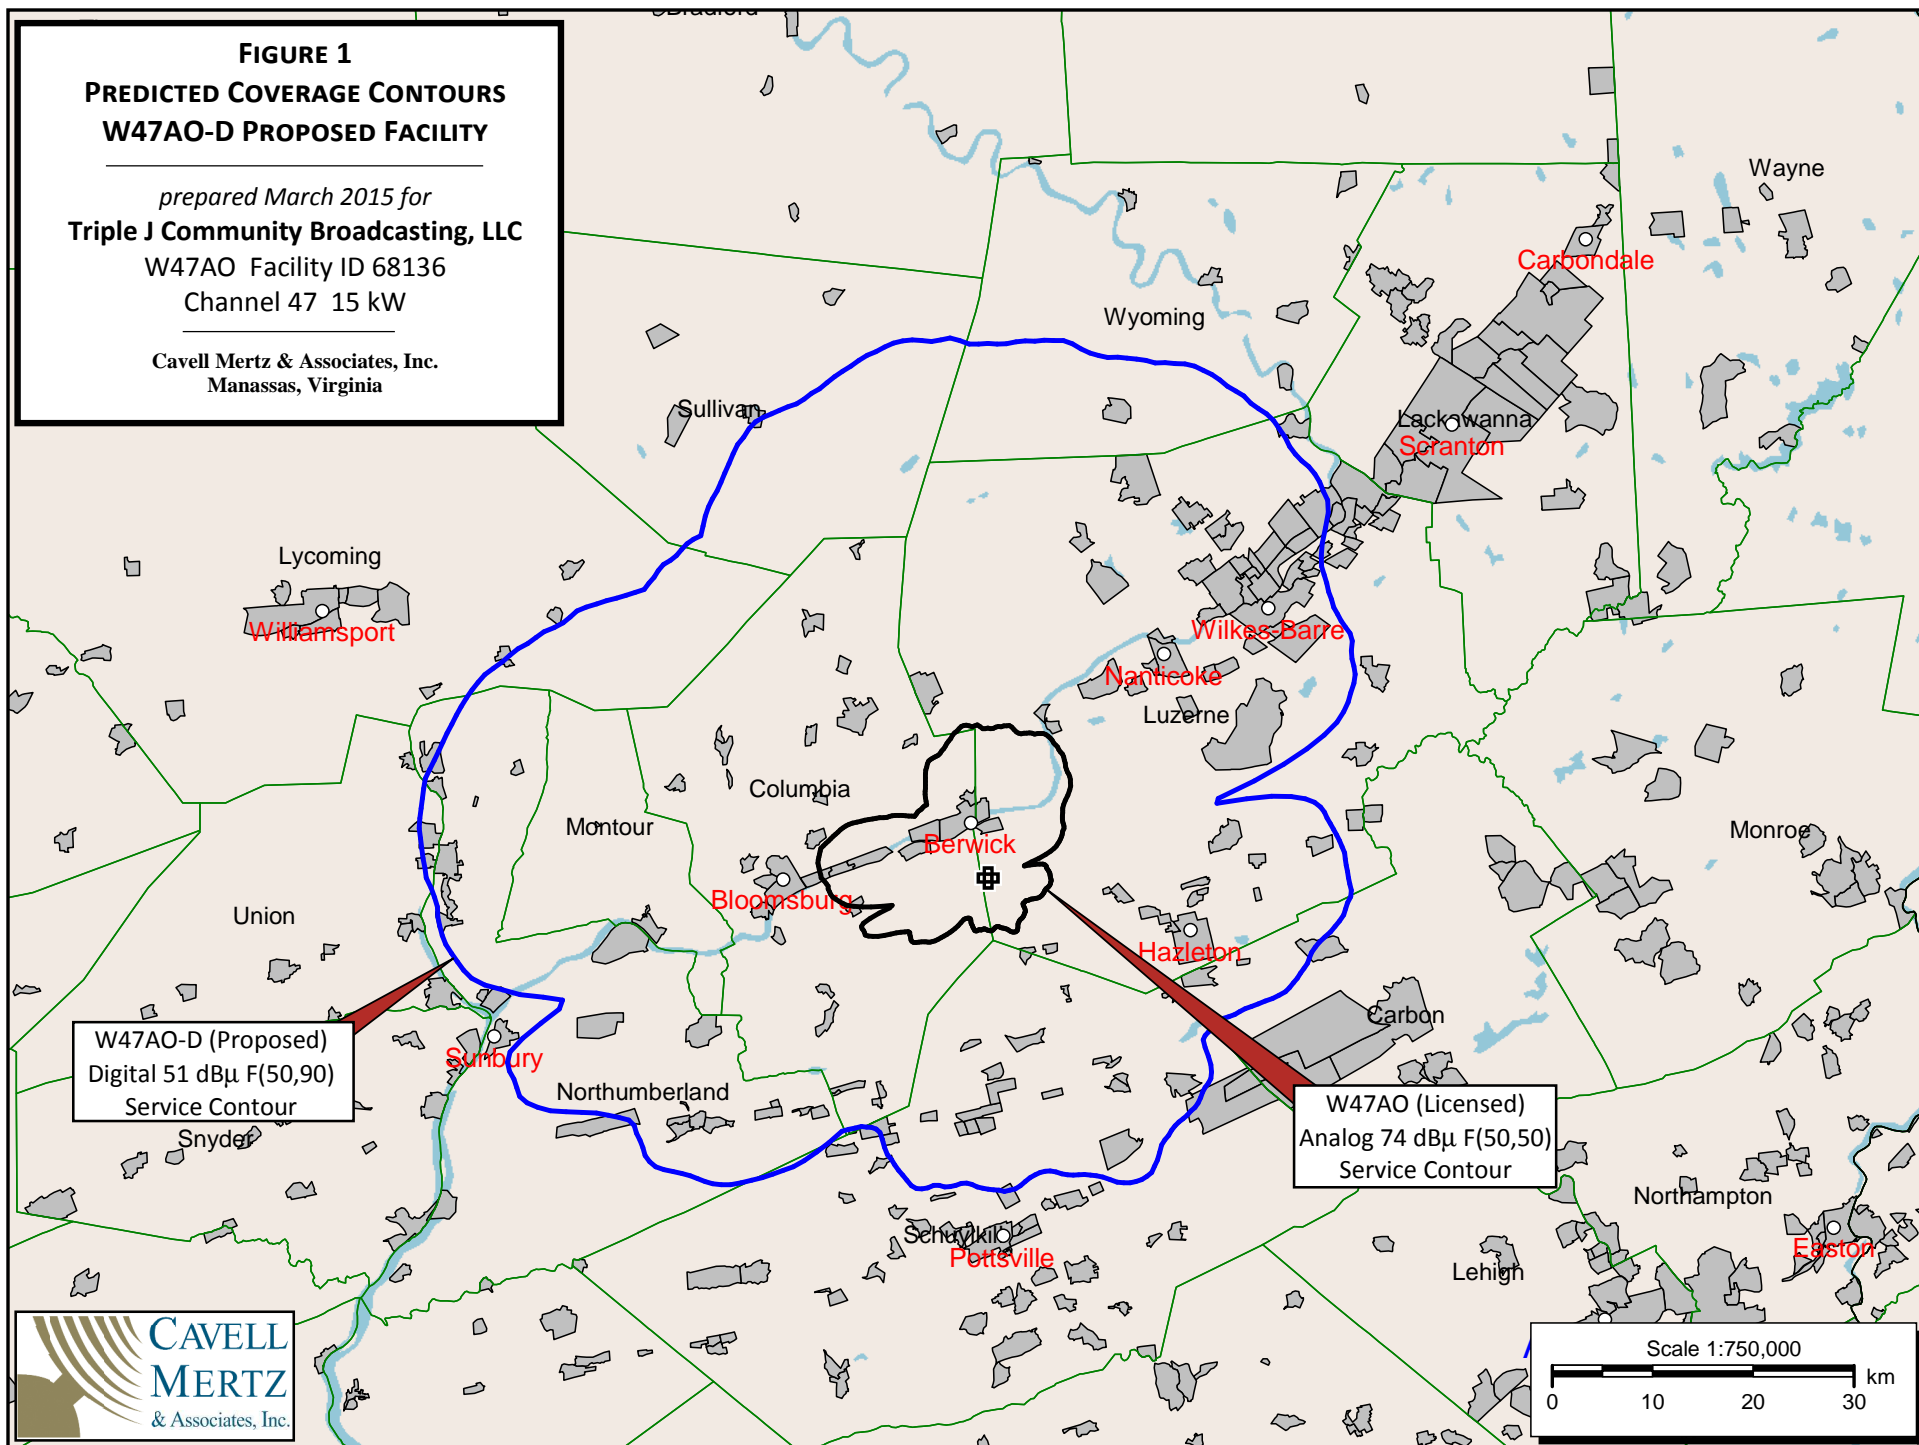 Bradford
FIGURE 1
PREDICTED COVERAGE CONTOURS
W47AO-D PROPOSED FACILITY
prepared March 2015 for
Triple J Community Broadcasting, LLC
W47AO Facility ID 68136
Channel 47 15 kW
Cavell Mertz & Associates, Inc.
Manassas, Virginia
Wayne
Carbondale
Wyoming
Sullivan
Lackawanna
Scranton
Lycoming
Williamsport
Wilkes-Barre
Nanticoke
Luzerne
Columbia
Montour
Berwick
Monroe
Bloomsburg
Union
Hazleton
Carbon
W47AO-D (Proposed)
Digital 51 dBµ F(50,90)
Service Contour
Sunbury
Northumberland
W47AO (Licensed)
Analog 74 dBµ F(50,50)
Service Contour
Snyder
Northampton
Schuylkill
Pottsville
Easton
Lehigh
CAVELL
MERTZ
& Associates, Inc.
Scale 1:750,000
km
0 10 20 30